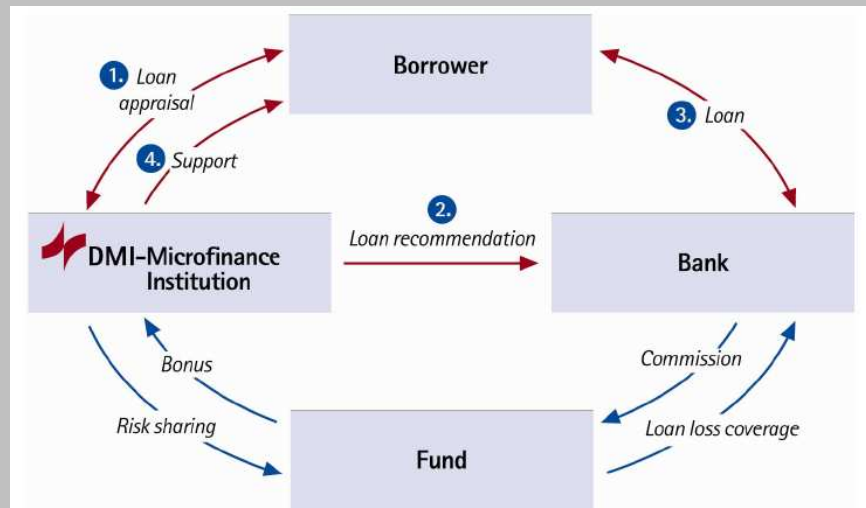 Borrower
1. Loan
appraisal
3. Loan
4. Support
2.
Loan recommendation
DMI-Microfinance
Institution
Bank
Bonus
Commission
Risk sharing
Loan loss coverage
Fund